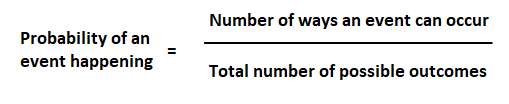 Probability of an
event happening
=
Number of ways an event can occur
Total number of possible outcomes